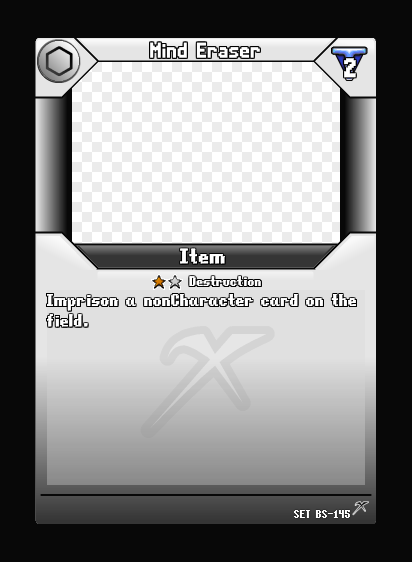 Mind Eraser
2
Item
Destruction
Imprison a nonCharacter card on the
field.
SET BS-145